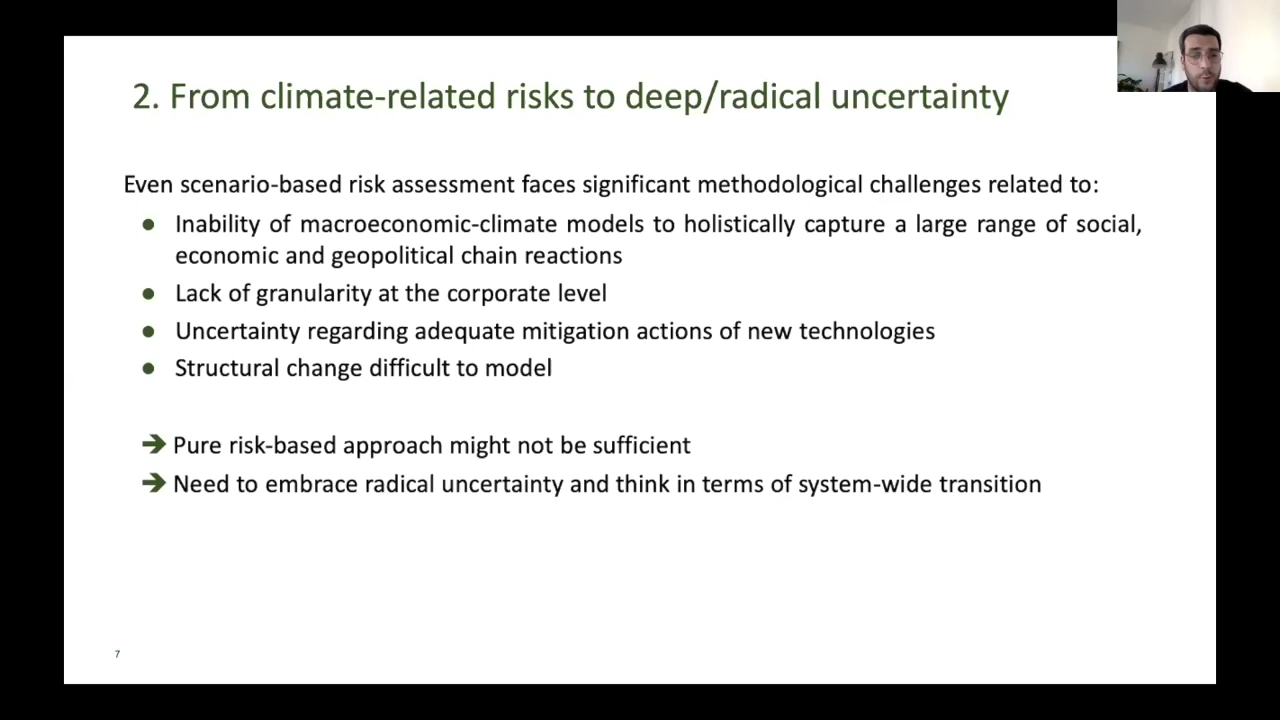 2. From climate-related risks to deep/radical uncertainty
Even scenario-based risk assessment faces significant methodological challenges related to:
● Inability of macroeconomic-climate models to holistically capture a large range of social,
economic and geopolitical chain reactions
● Lack of granularity at the corporate level
● Uncertainty regarding adequate mitigation actions of new technologies
● Structural change difficult to model
➔ Pure risk-based approach might not be sufficient
➔ Need to embrace radical uncertainty and think in terms of system-wide transition
7